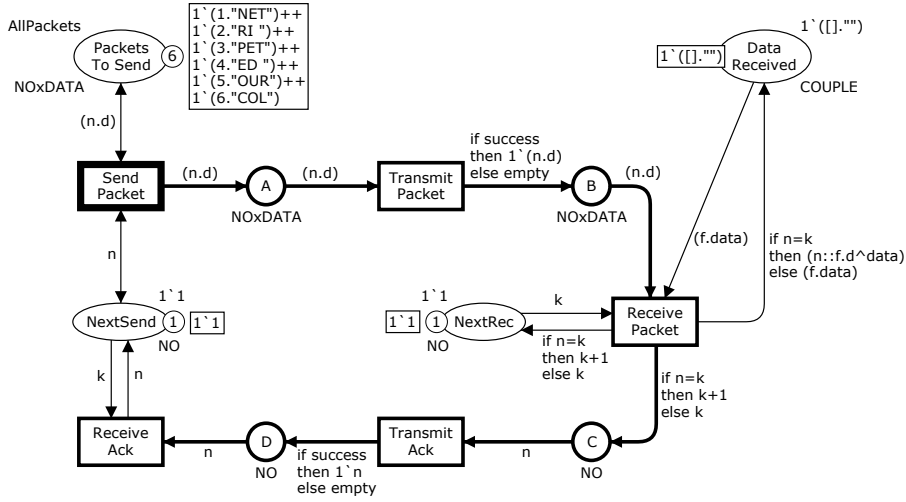 AllPackets
Packets
To Send
6
NOxDATA
1`(1."NET")++
1`(2."RI ")++
1`(3."PET")++
1`(4."ED ")++
1`(5."OUR")++
1`(6."COL")
1`([]."")
1`([]."")
Data
Received
COUPLE
(n.d)
Send
Packet
(n.d)
A
NOxDATA
(n.d)
Transmit
Packet
if success
then 1`(n.d)
else empty
B
NOxDATA
(n.d)
(f.data)
if n=k
then (n::f.d^data)
else (f.data)
n
1`1
NextSend
1
1`1
NO
1`1
1`1
1
NextRec
NO
k
if n=k
then k+1
else k
Receive
Packet
k
n
if n=k
then k+1
else k
Receive
Ack
n
D
NO
if success
then 1`n
else empty
Transmit
Ack
n
C
NO